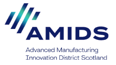 AMIDS
Advanced Manufacturing
Innovation District Scotland